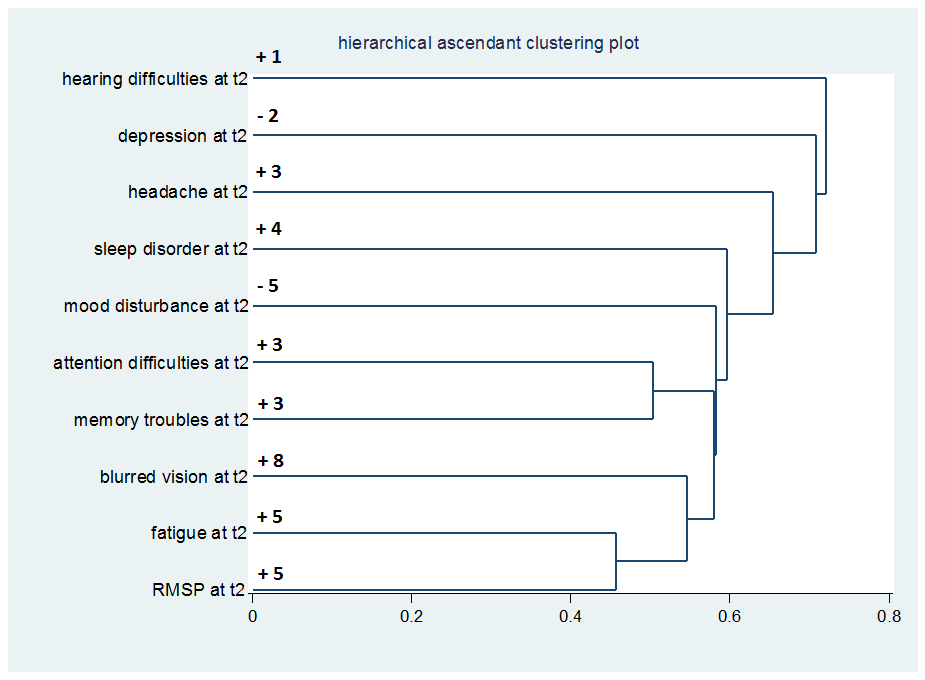 hierarchical ascendant clustering plot
+ 1
hearing difficulties at t2
- 2
depression at t2
+ 3
headache at t2
+ 4
sleep disorder at t2
- 5
mood disturbance at t2
+ 3
attention difficulties at t2
+ 3
memory troubles at t2
+ 8
blurred vision at t2
+ 5
fatigue at t2
+ 5
RMSP at t2
0 0.2 0.4 0.6 0.8